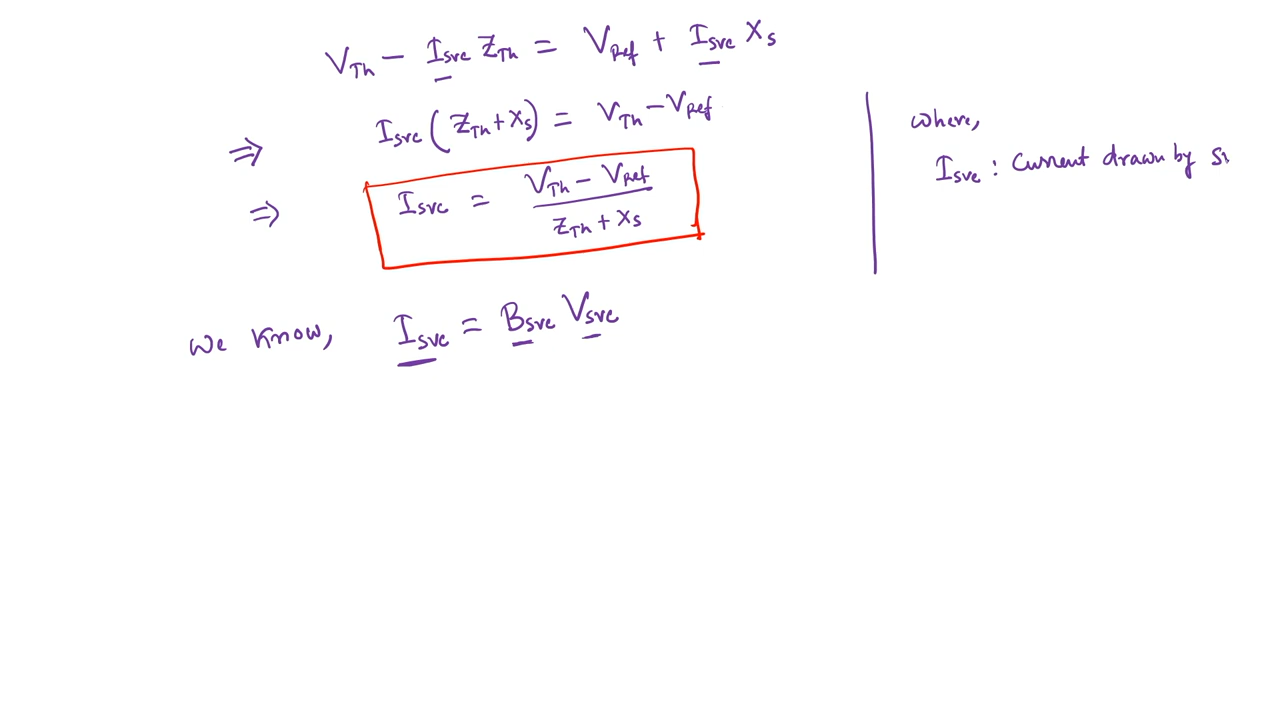 V_Th − I_svc Z_Th = V_Ref + I_svc X_s
⇒ I_svc (Z_Th + X_s) = V_Th − V_Ref
⇒ I_svc = (V_Th − V_Ref) / (Z_Th + X_s)
We know, I_svc = B_svc V_svc
where,
I_svc : Current drawn by